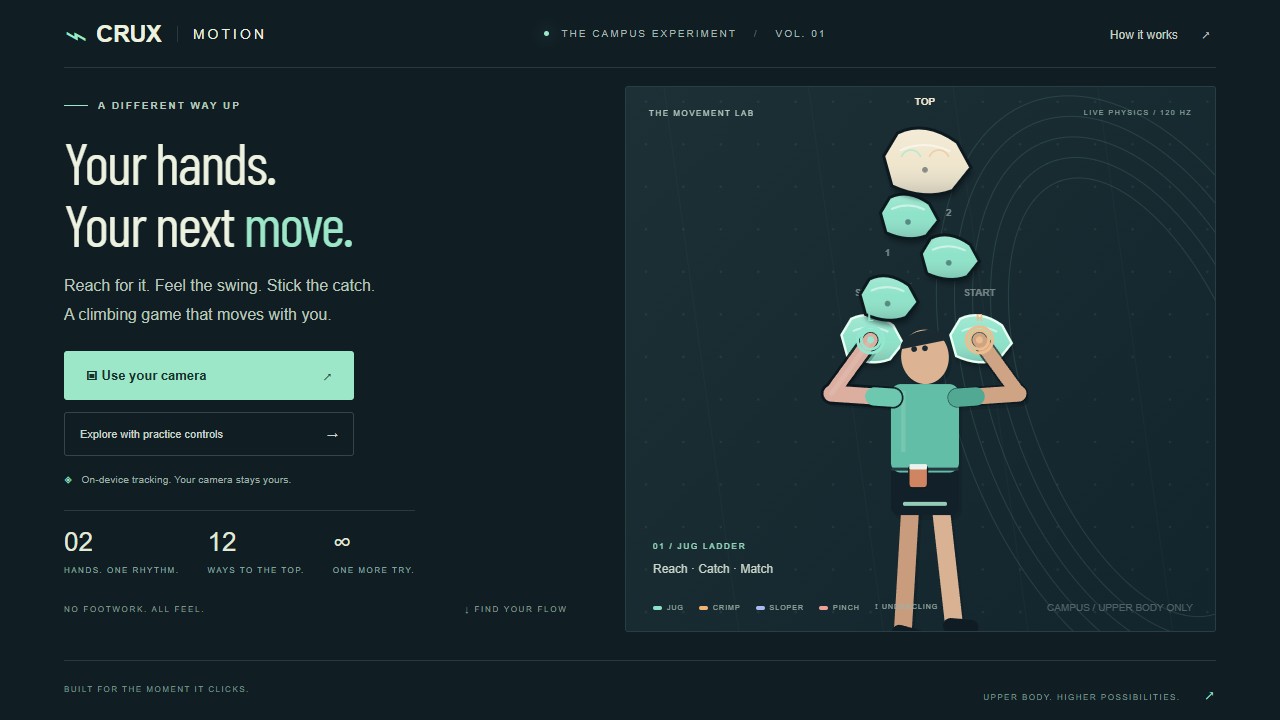 CRUX MOTION
THE CAMPUS EXPERIMENT / VOL. 01
How it works ↗
A DIFFERENT WAY UP
Your hands.
Your next move.
Reach for it. Feel the swing. Stick the catch.
A climbing game that moves with you.
Use your camera ↗
Explore with practice controls →
On-device tracking. Your camera stays yours.
02
HANDS. ONE RHYTHM.
12
WAYS TO THE TOP.
∞
ONE MORE TRY.
NO FOOTWORK. ALL FEEL.
↓ FIND YOUR FLOW
THE MOVEMENT LAB
TOP
LIVE PHYSICS / 120 HZ
2
1
START
01 / JUG LADDER
Reach · Catch · Match
JUG CRIMP SLOPER PINCH
CAMPUS / UPPER BODY ONLY
BUILT FOR THE MOMENT IT CLICKS.
UPPER BODY. HIGHER POSSIBILITIES. ↗